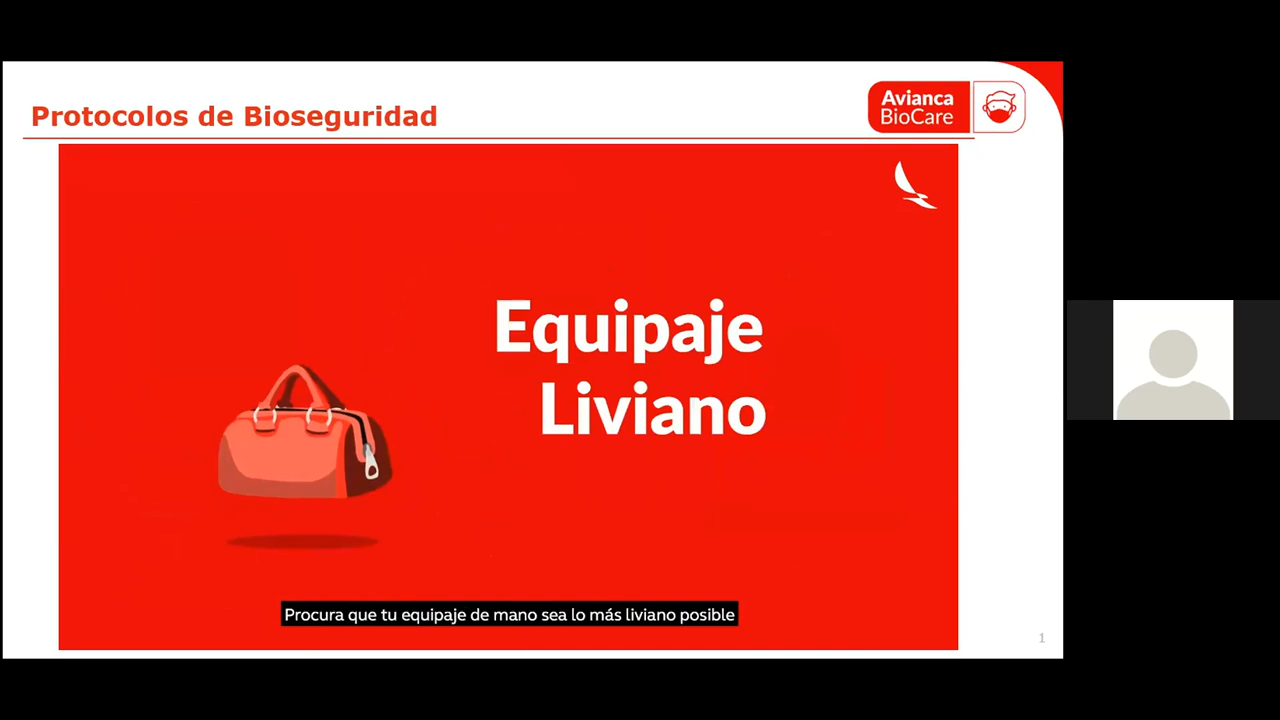 Protocolos de Bioseguridad
Avianca
BioCare
Equipaje
Liviano
Procura que tu equipaje de mano sea lo más liviano posible
1